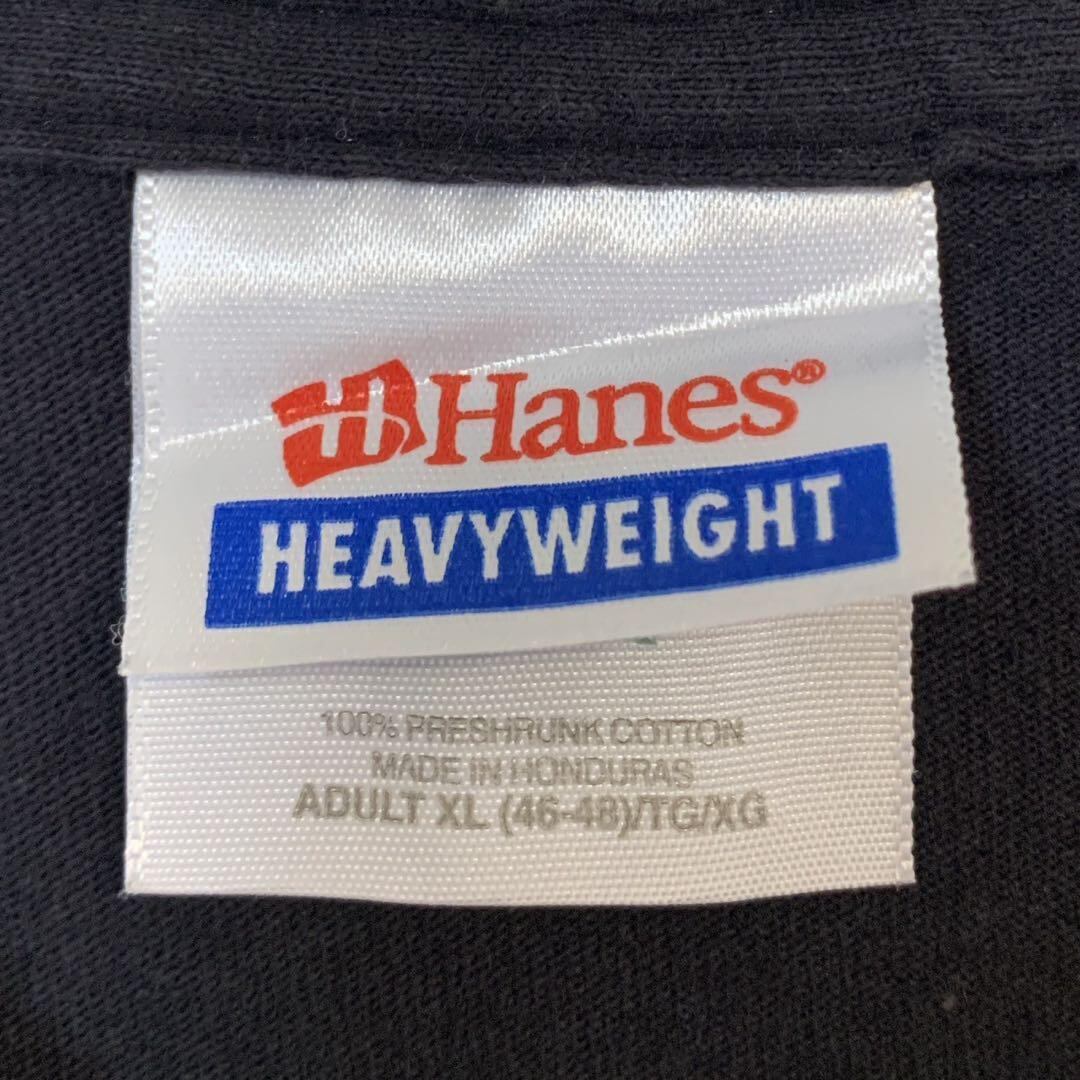 Hanes®
HEAVYWEIGHT
100% PRESHRUNK COTTON
MADE IN HONDURAS
ADULT XL (46-48)/TG/XG